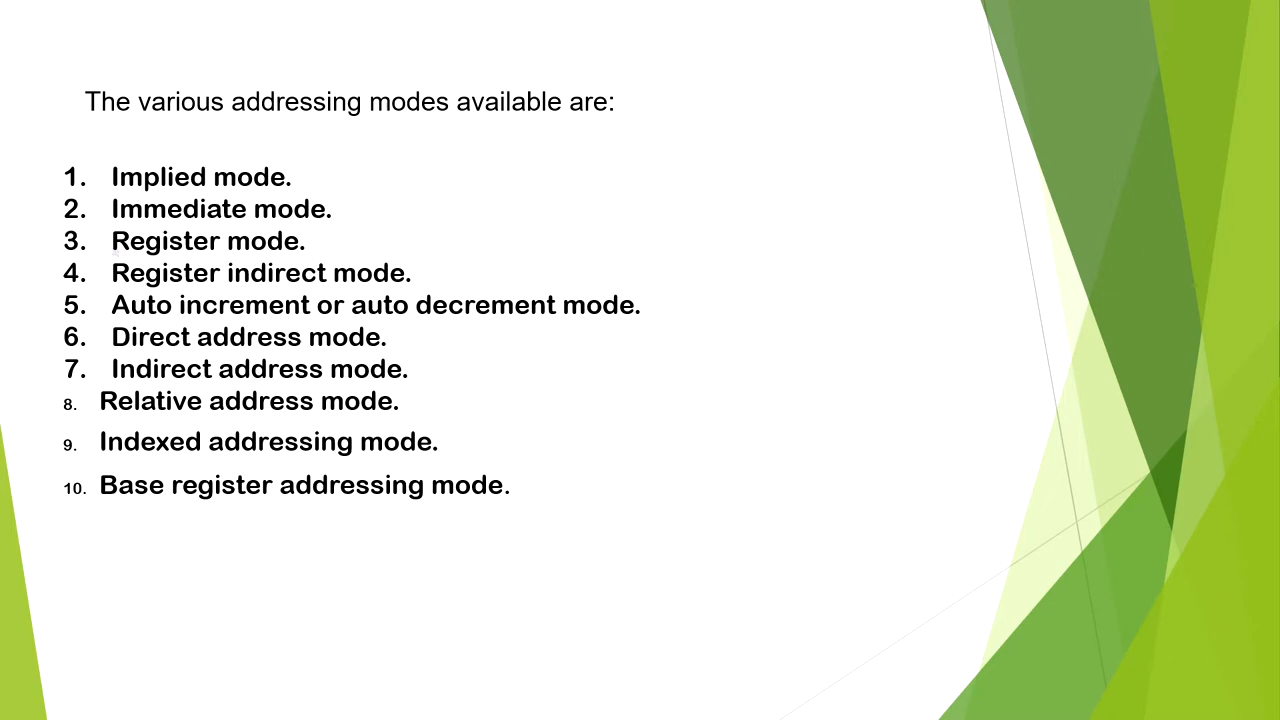 The various addressing modes available are:
1. Implied mode.
2. Immediate mode.
3. Register mode.
4. Register indirect mode.
5. Auto increment or auto decrement mode.
6. Direct address mode.
7. Indirect address mode.
8. Relative address mode.
9. Indexed addressing mode.
10. Base register addressing mode.